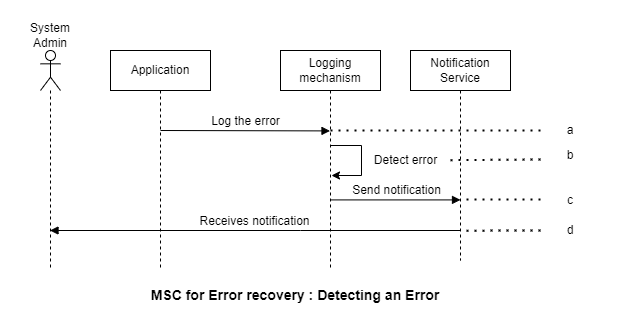 System
Admin
Application
Logging
mechanism
Notification
Service
Log the error
a
Detect error
b
Send notification
c
Receives notification
d
MSC for Error recovery : Detecting an Error